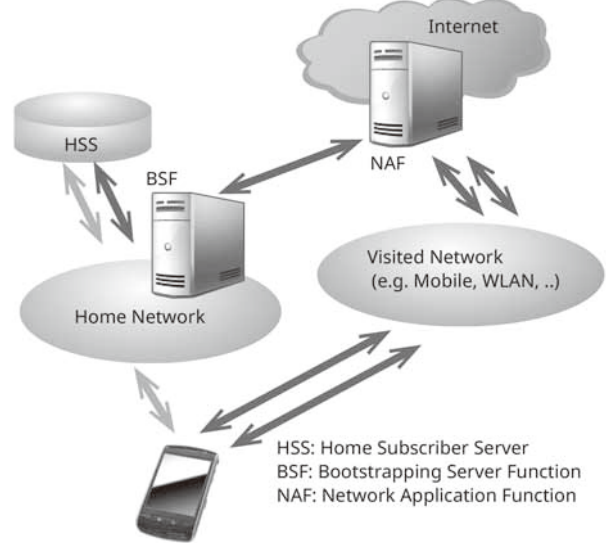 Internet
HSS
BSF
NAF
Visited Network
(e.g. Mobile, WLAN, ..)
Home Network
HSS: Home Subscriber Server
BSF: Bootstrapping Server Function
NAF: Network Application Function